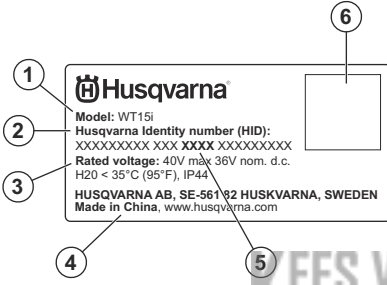 6
1
Husqvarna
Model: WT15i
2
Husqvarna Identity number (HID):
XXXXXXXXX XXX XXXX XXXXXXXXX
3
Rated voltage: 40V max 36V nom. d.c.
H20 < 35°C (95°F), IP44
HUSQVARNA AB, SE-561 82 HUSKVARNA, SWEDEN
Made in China, www.husqvarna.com
4
5
KEES V